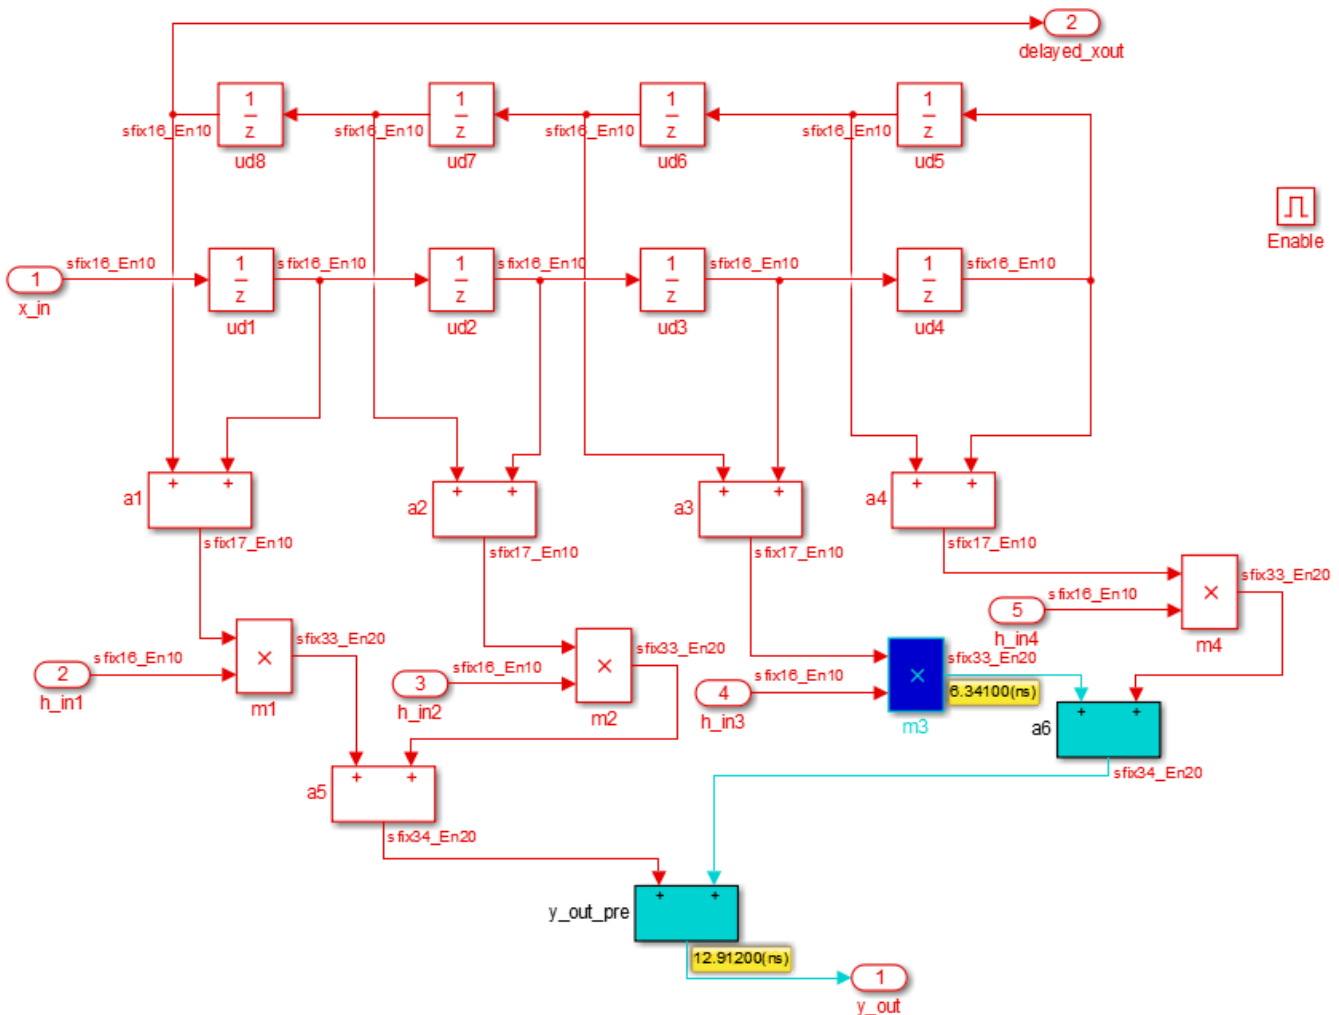 2
delayed_xout
1
z
1
z
1
z
1
z
sfix16_En10
sfix16_En10
sfix16_En10
sfix16_En10
ud8
ud7
ud6
ud5
Enable
1
x_in
sfix16_En10
1
z
sfix16_En10
1
z
sfix16_En10
1
z
sfix16_En10
1
z
sfix16_En10
ud1
ud2
ud3
ud4
a1
+ +
a2
+ +
a3
+ +
a4
+ +
sfix17_En10
sfix17_En10
sfix17_En10
sfix17_En10
5
h_in4
sfix16_En10
×
sfix33_En20
m4
2
h_in1
sfix16_En10
×
sfix33_En20
m1
3
h_in2
sfix16_En10
×
sfix33_En20
m2
4
h_in3
sfix16_En10
×
sfix33_En20
6.34100(ns)
m3
a6
+ +
sfix34_En20
a5
+ +
sfix34_En20
y_out_pre
+ +
12.91200(ns)
1
y_out